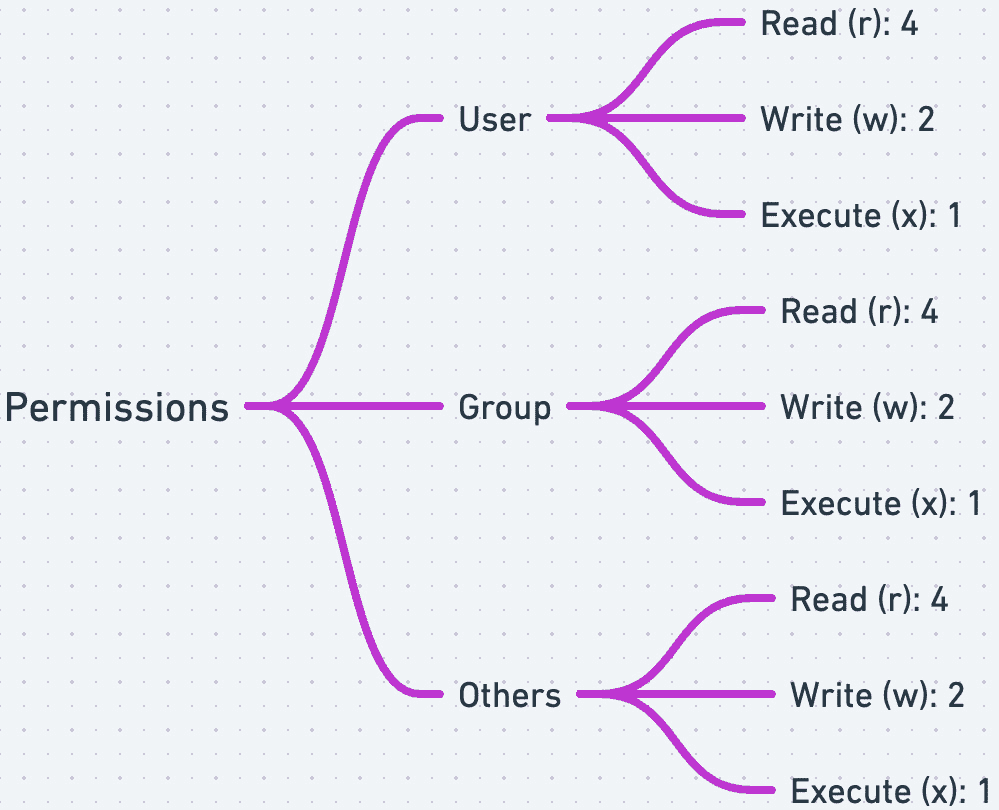 Permissions
User
Read (r): 4
Write (w): 2
Execute (x): 1
Group
Read (r): 4
Write (w): 2
Execute (x): 1
Others
Read (r): 4
Write (w): 2
Execute (x): 1